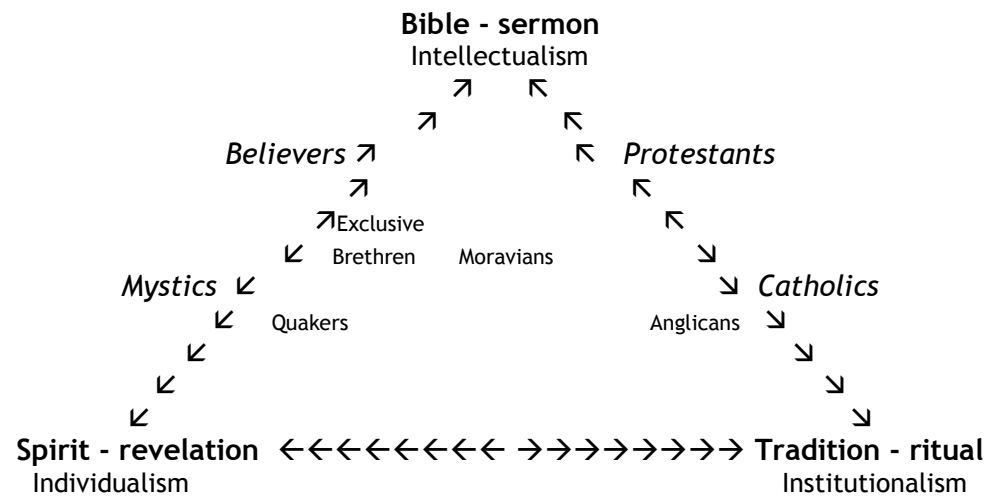 Bible - sermon
Intellectualism
Believers Protestants
Exclusive
Brethren Moravians
Mystics Catholics
Quakers Anglicans
Spirit - revelation Tradition - ritual
Individualism Institutionalism